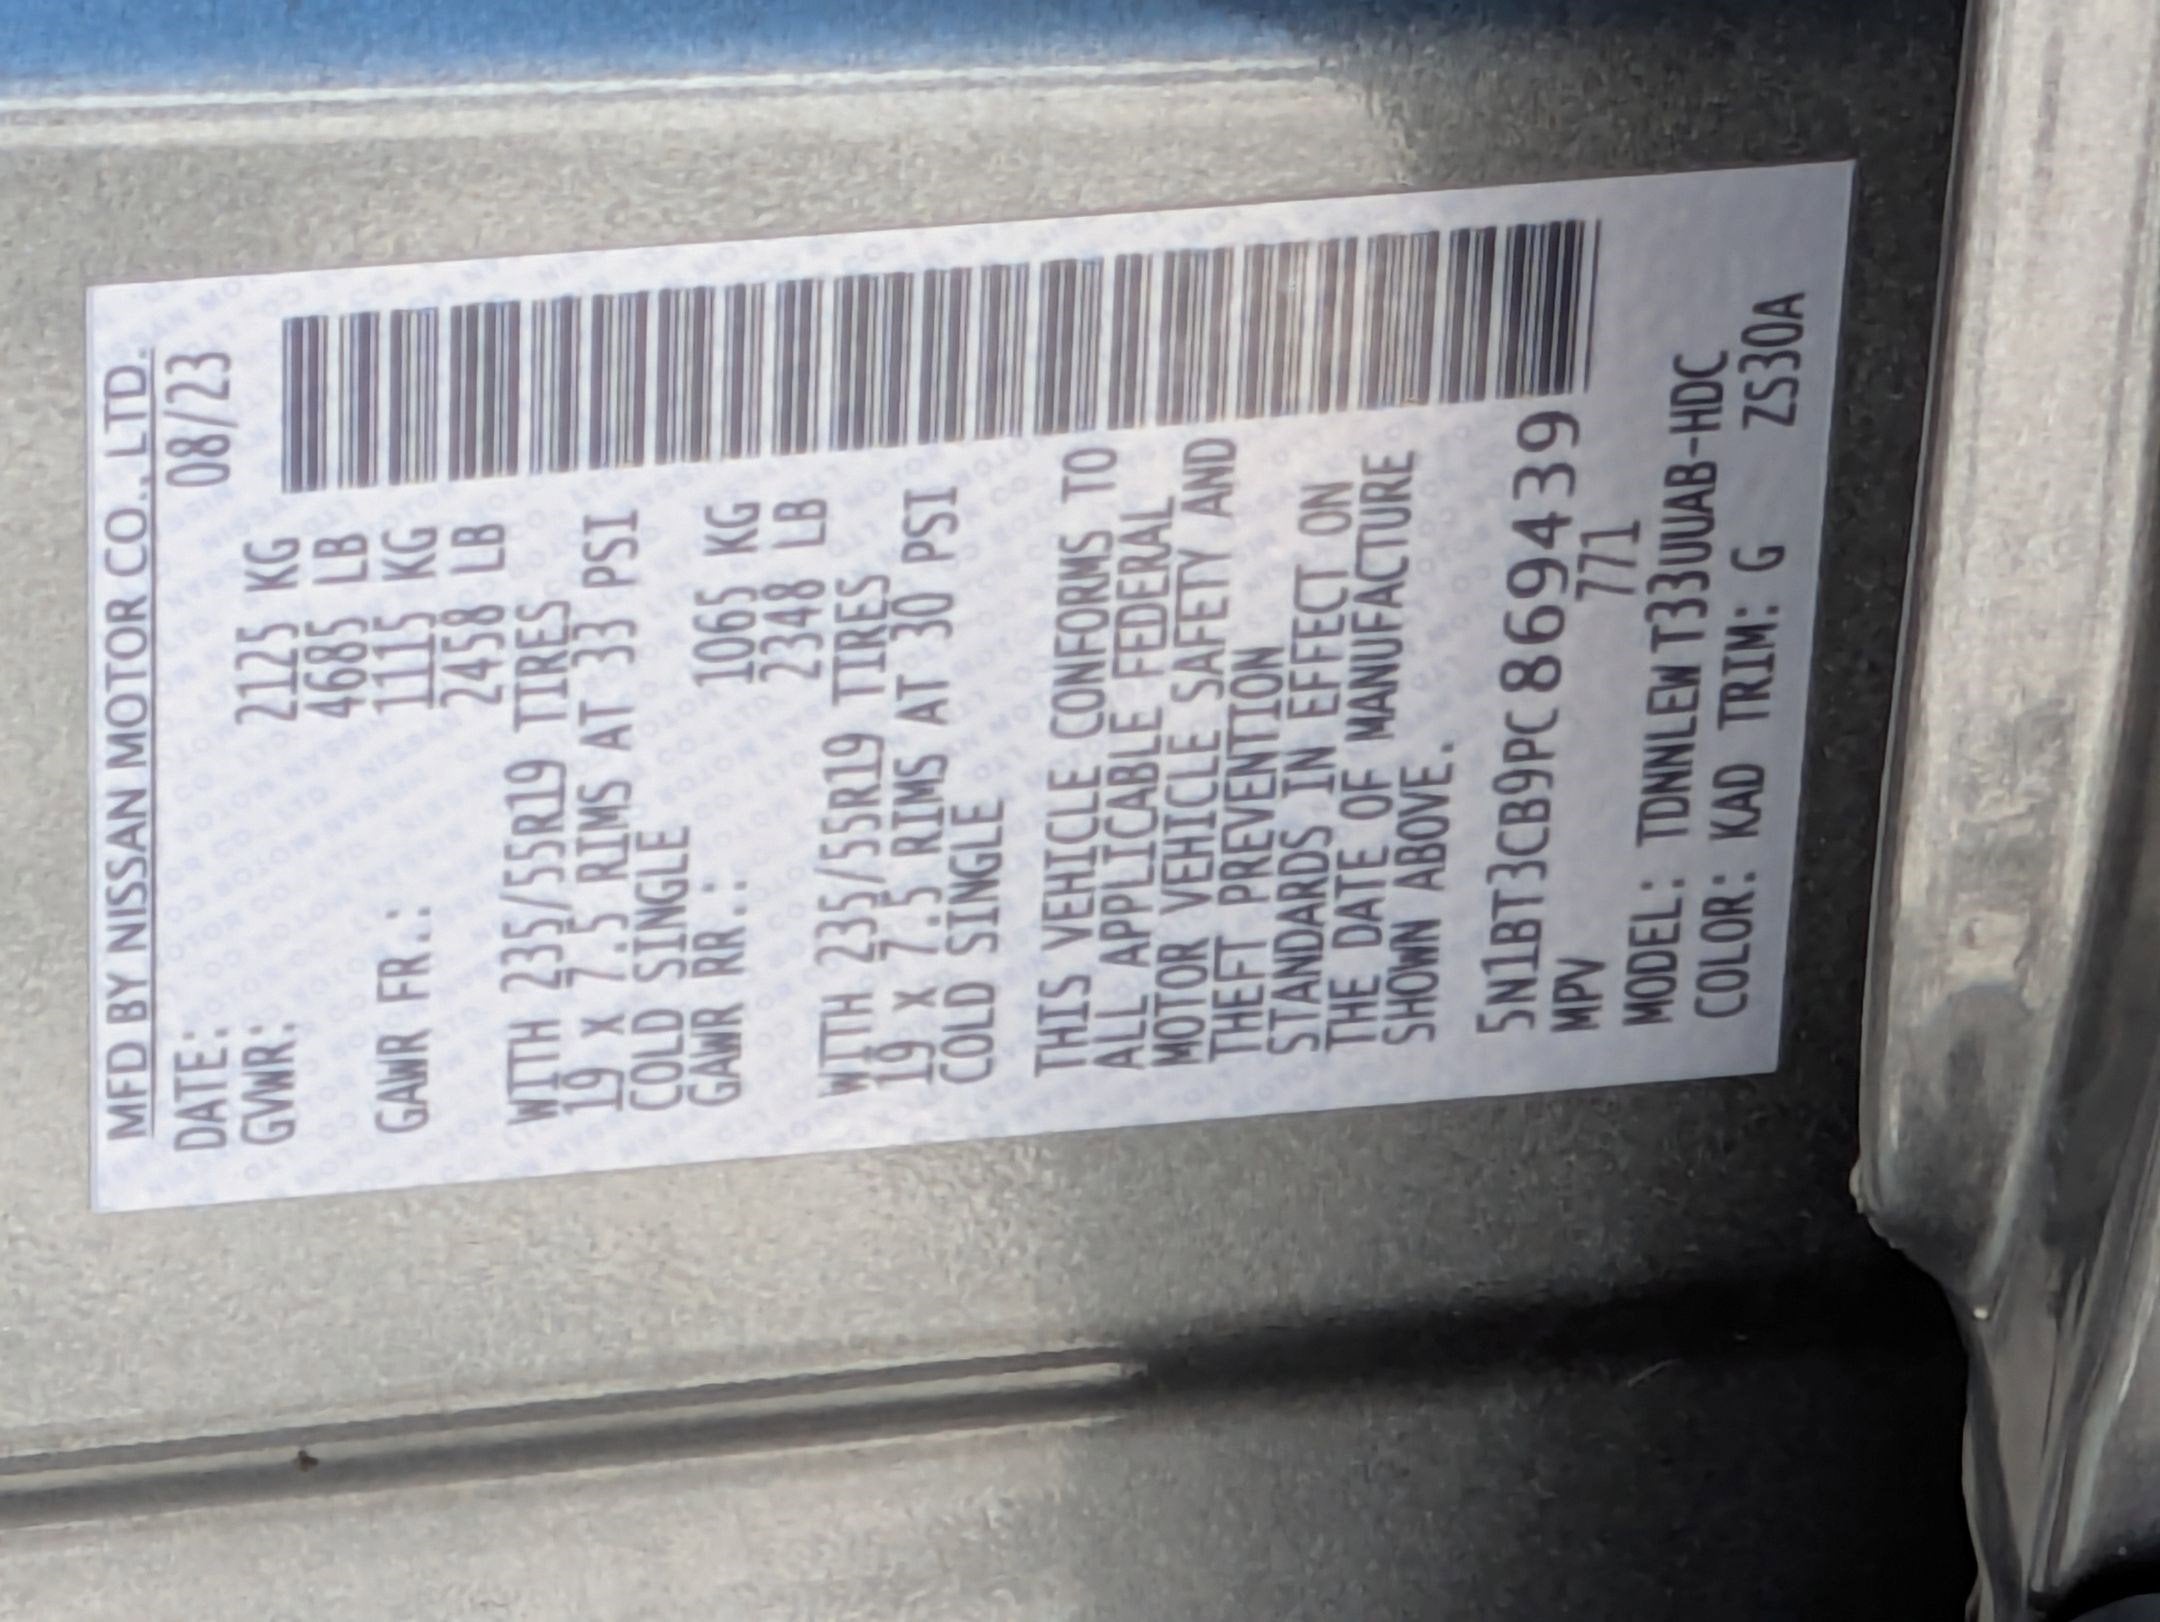 MFD BY NISSAN MOTOR CO., LTD.
DATE: 08/23
GVWR: 2125 KG
4685 LB
GAWR FR.: 1115 KG
2458 LB
WITH 235/55R19 TIRES
19 X 7.5 RIMS AT 33 PSI
COLD SINGLE
GAWR RR.: 1065 KG
2348 LB
WITH 235/55R19 TIRES
19 X 7.5 RIMS AT 30 PSI
COLD SINGLE
THIS VEHICLE CONFORMS TO
ALL APPLICABLE FEDERAL
MOTOR VEHICLE SAFETY AND
THEFT PREVENTION
STANDARDS IN EFFECT ON
THE DATE OF MANUFACTURE
SHOWN ABOVE.
5N1BT3CB9PC869439
MPV 771
MODEL: TDNNLEWT33UUAB-HDC
COLOR: KAD TRIM: G ZS30A